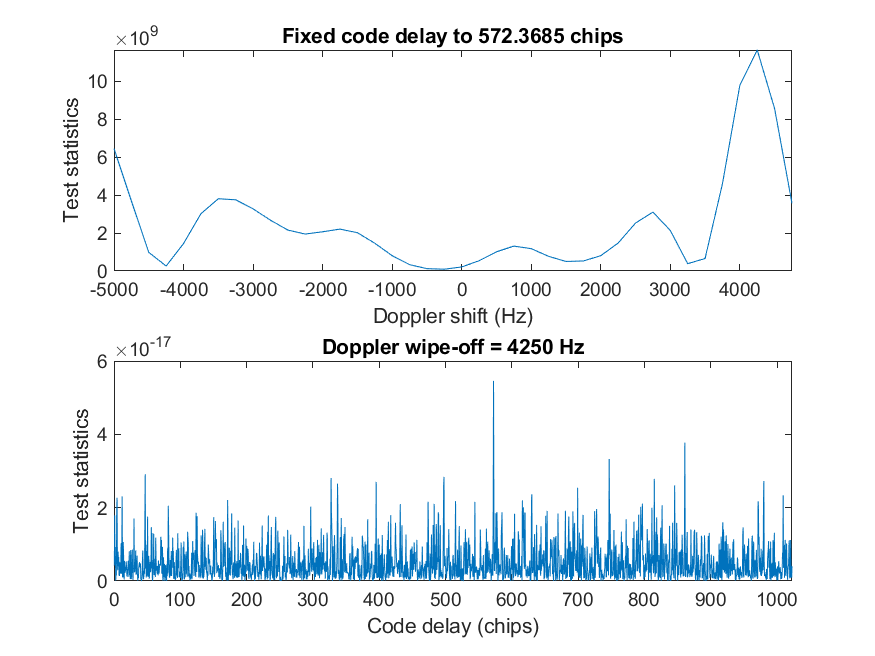 ×10^9
Fixed code delay to 572.3685 chips
10
8
6
4
2
0
Test statistics
-5000 -4000 -3000 -2000 -1000 0 1000 2000 3000 4000
Doppler shift (Hz)
×10^-17
Doppler wipe-off = 4250 Hz
6
4
2
0
Test statistics
0 100 200 300 400 500 600 700 800 900 1000
Code delay (chips)